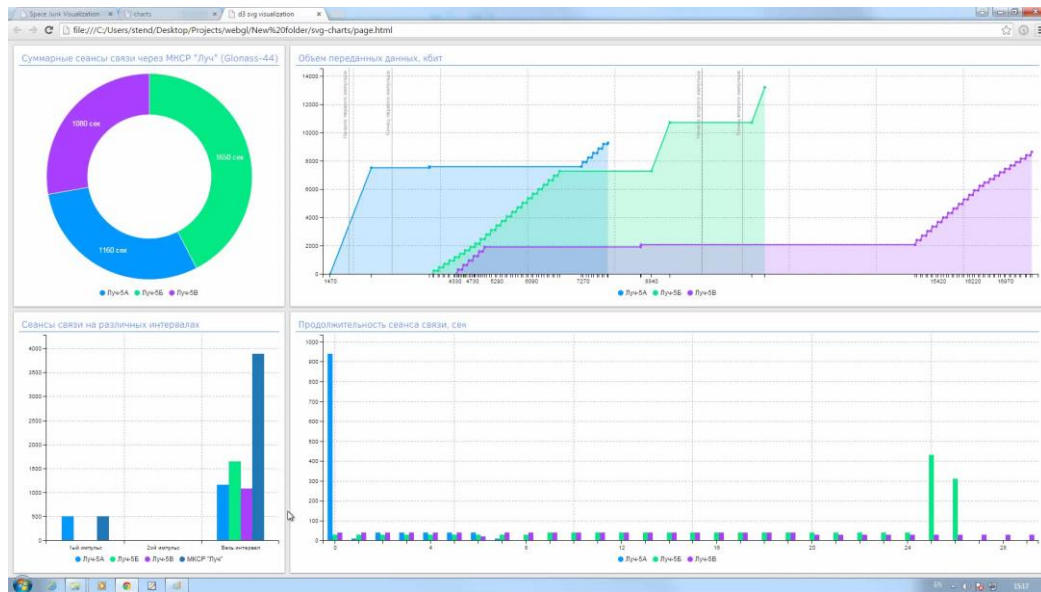 Space Junk Visualization
charts
d3 svg visualization
file:///C:/Users/stend/Desktop/Projects/webgl/New%20folder/svg-charts/page.html
Суммарные сеансы связи через МКСР "Луч" (Glonass-44)
1080 сек
1650 сек
1160 сек
Луч-5А Луч-5Б Луч-5В
Объем переданных данных, кбит
14000
12000
10000
8000
6000
4000
2000
0
1470 4790 5280 6090 7270 8840 15420 16220 16970
Луч-5А Луч-5Б Луч-5В
Сеансы связи на различных интервалах
4000
3500
3000
2500
2000
1500
1000
500
0
1ый импульс 2ой импульс Весь интервал
Луч-5А Луч-5Б Луч-5В МКСР "Луч"
Продолжительность сеанса связи, сек
1000
900
800
700
600
500
400
300
200
100
0
0 4 8 12 16 20 24 28
Луч-5А Луч-5Б Луч-5В
EN 15:17